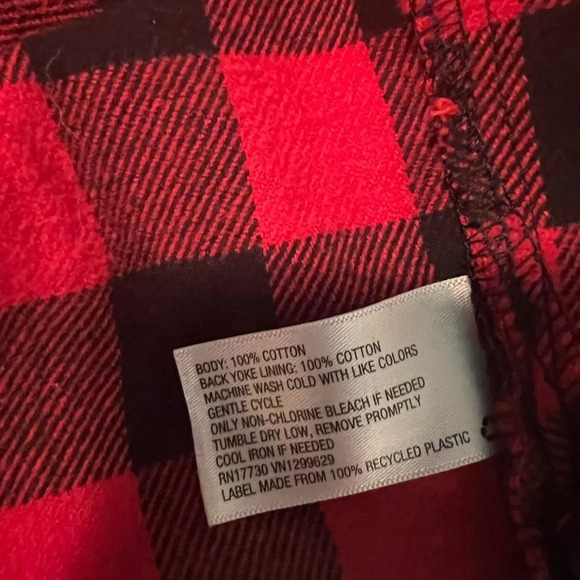 BODY: 100% COTTON
BACK YOKE LINING: 100% COTTON
MACHINE WASH COLD WITH LIKE COLORS
GENTLE CYCLE
ONLY NON-CHLORINE BLEACH IF NEEDED
TUMBLE DRY LOW, REMOVE PROMPTLY
COOL IRON IF NEEDED
RN17730 VN1299629
LABEL MADE FROM 100% RECYCLED PLASTIC